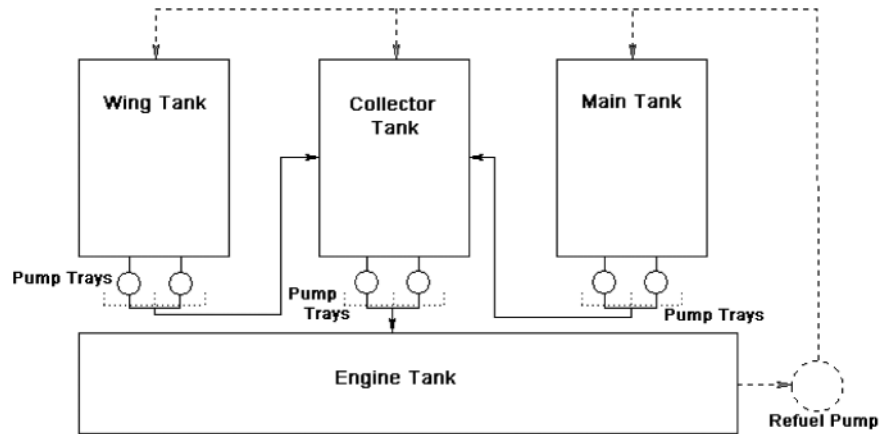 Wing Tank
Collector
Tank
Main Tank
Pump Trays
Pump
Trays
Pump Trays
Engine Tank
Refuel Pump